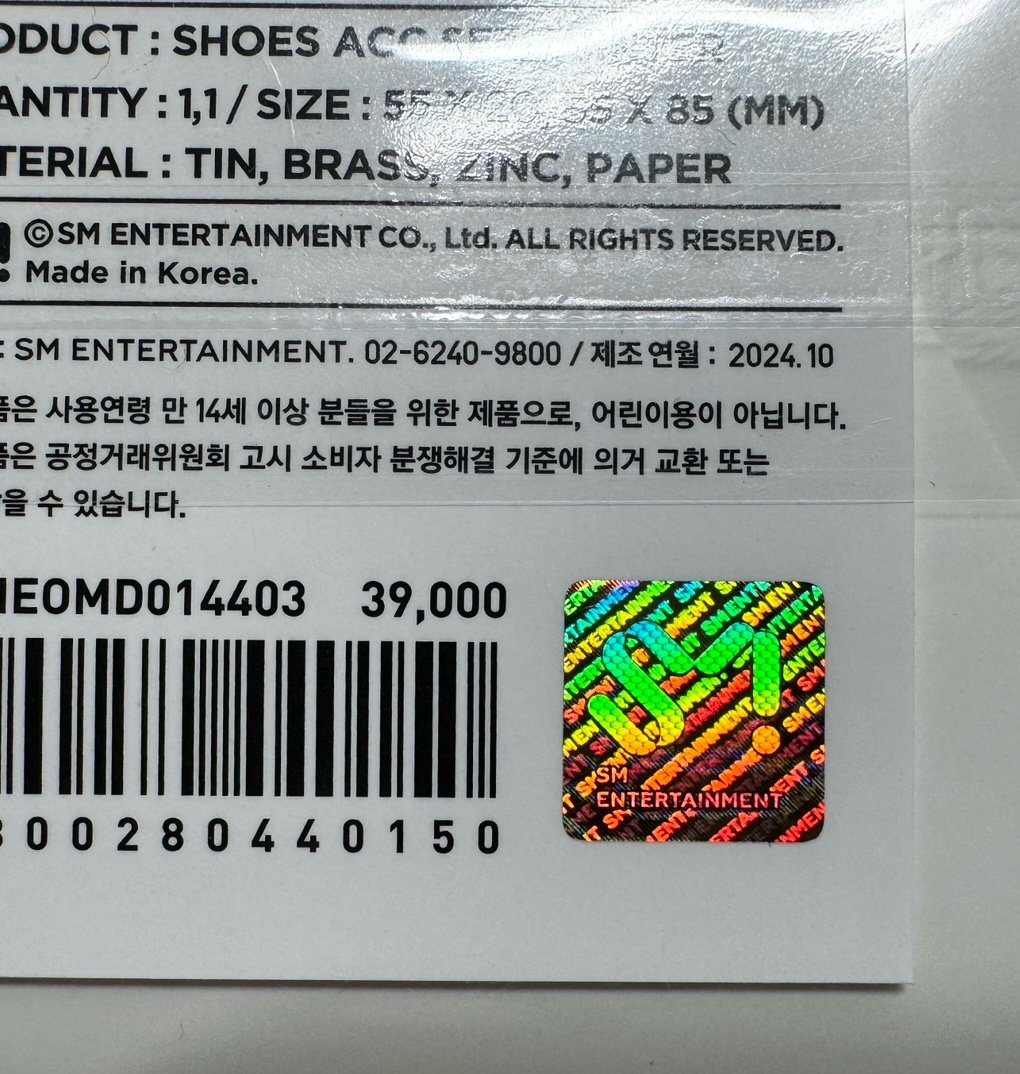 ODUCT : SHOES ACC SET
ANTITY : 1,1 / SIZE : 55 X 85 (MM)
TERIAL : TIN, BRASS, ZINC, PAPER
©SM ENTERTAINMENT CO., Ltd. ALL RIGHTS RESERVED.
Made in Korea.
: SM ENTERTAINMENT. 02-6240-9800 / 제조연월 : 2024.10
품은 사용연령 만 14세 이상 분들을 위한 제품으로, 어린이용이 아닙니다.
품은 공정거래위원회 고시 소비자 분쟁해결 기준에 의거 교환 또는
을 수 있습니다.
EOMD014403 39,000
800280440150
SM
ENTERTAINMENT